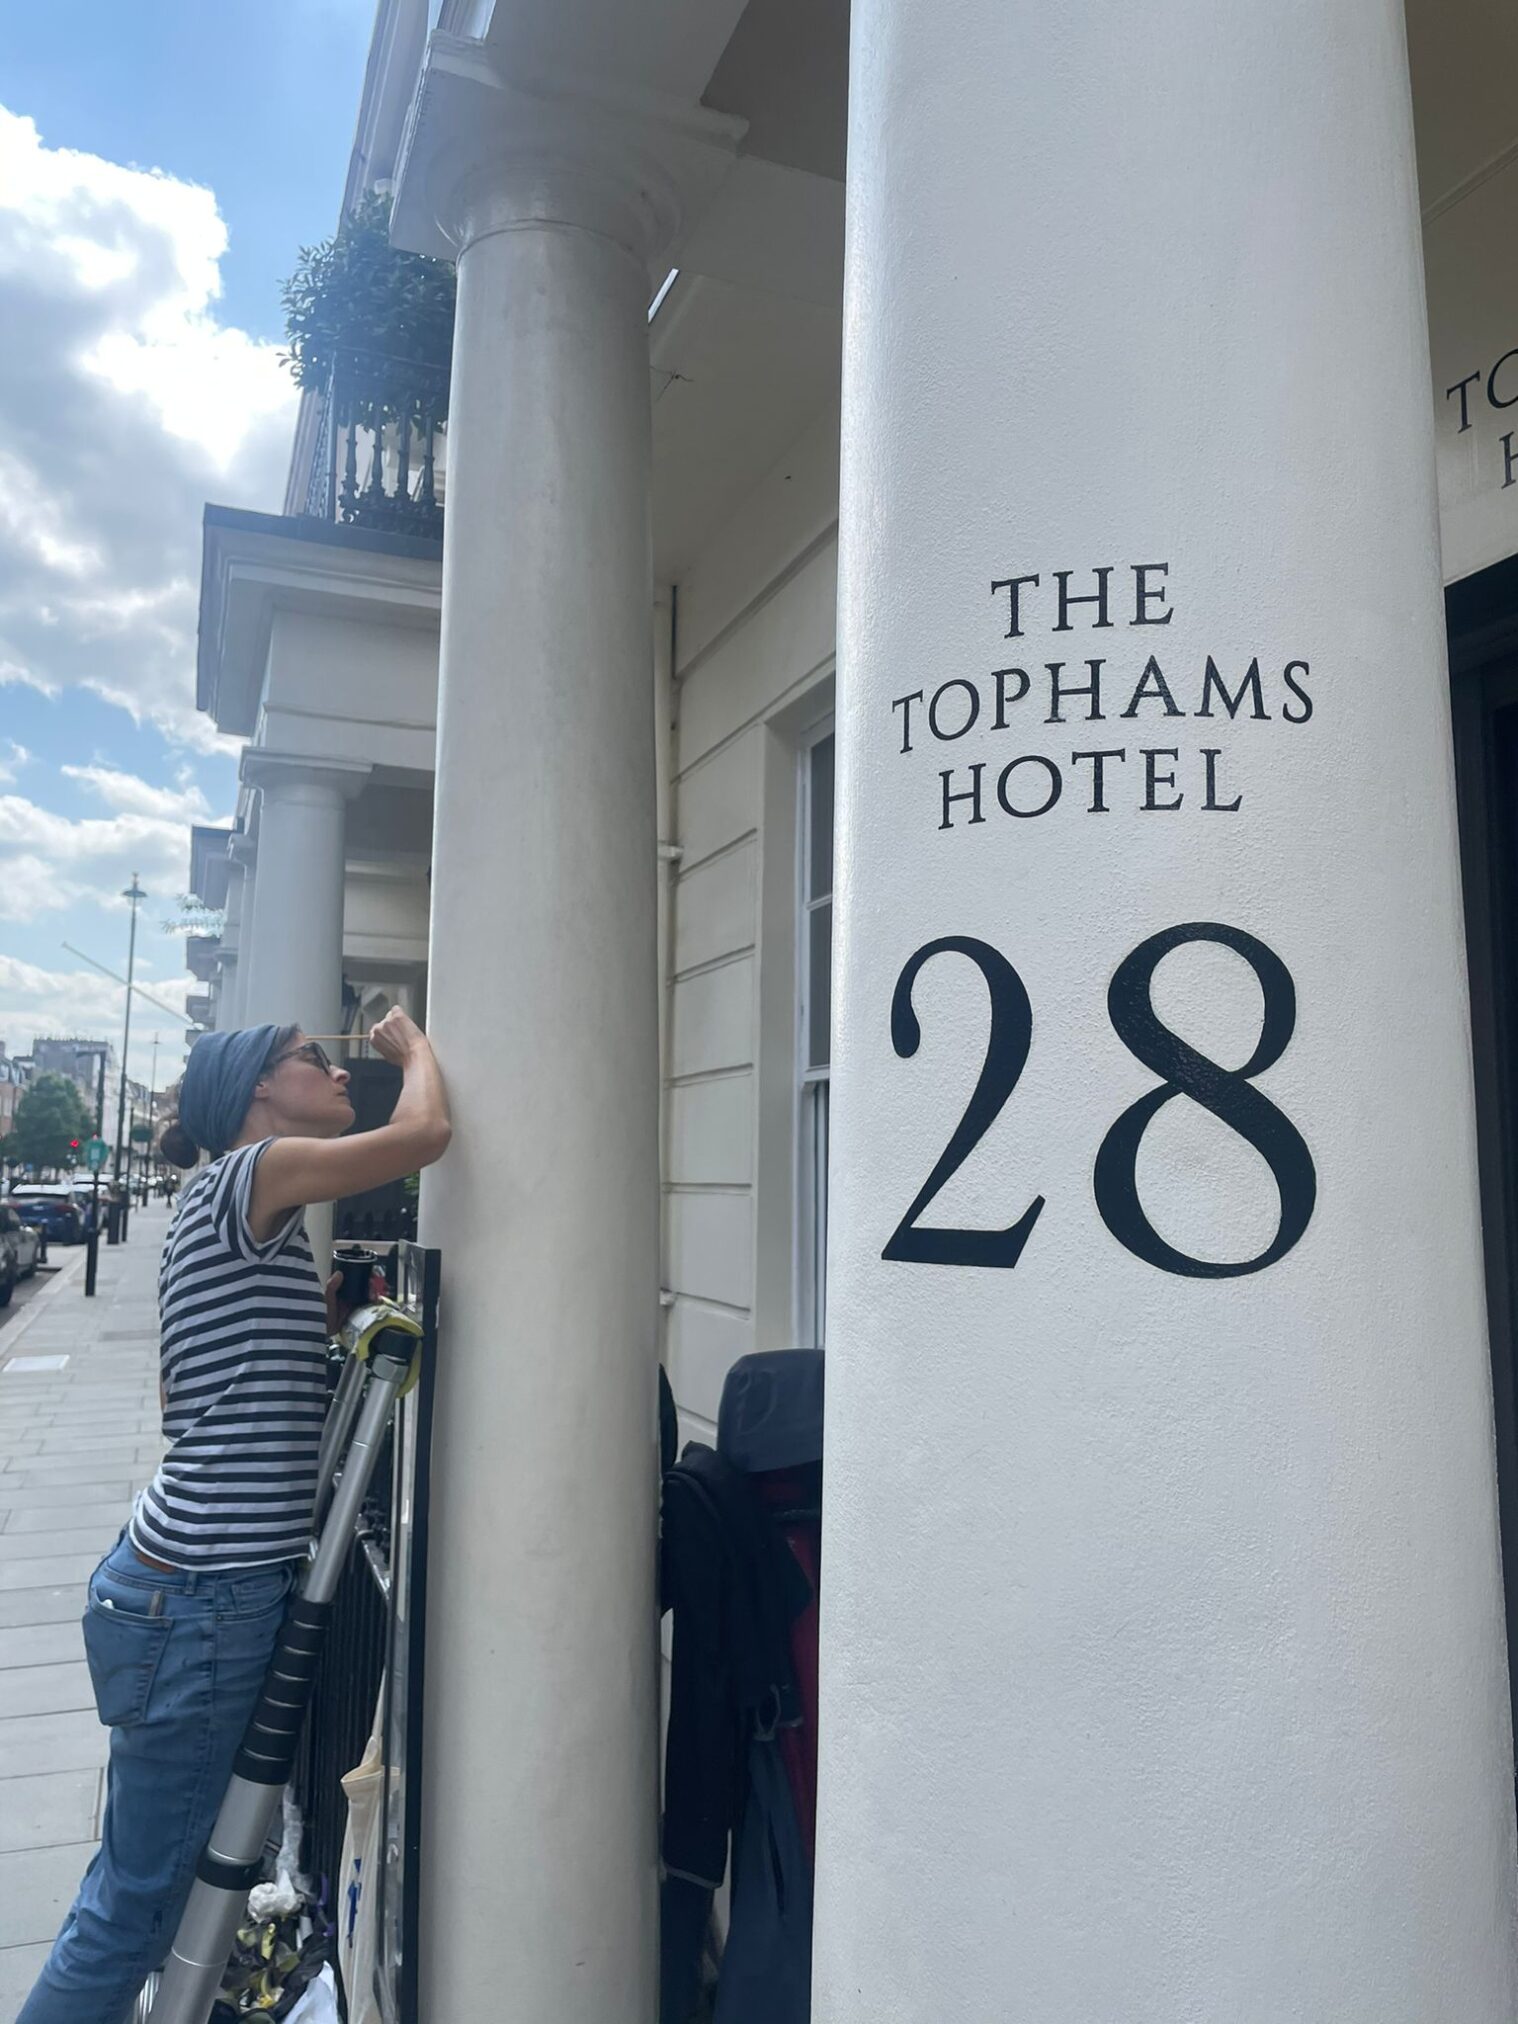 THE
TOPHAMS
HOTEL
28